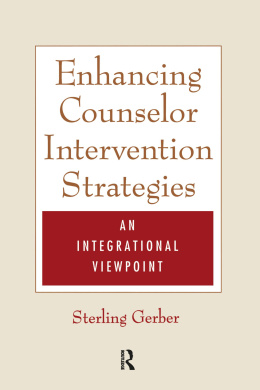 Enhancing
Counselor
Intervention
Strategies
AN
INTEGRATIONAL
VIEWPOINT
Sterling Gerber
R